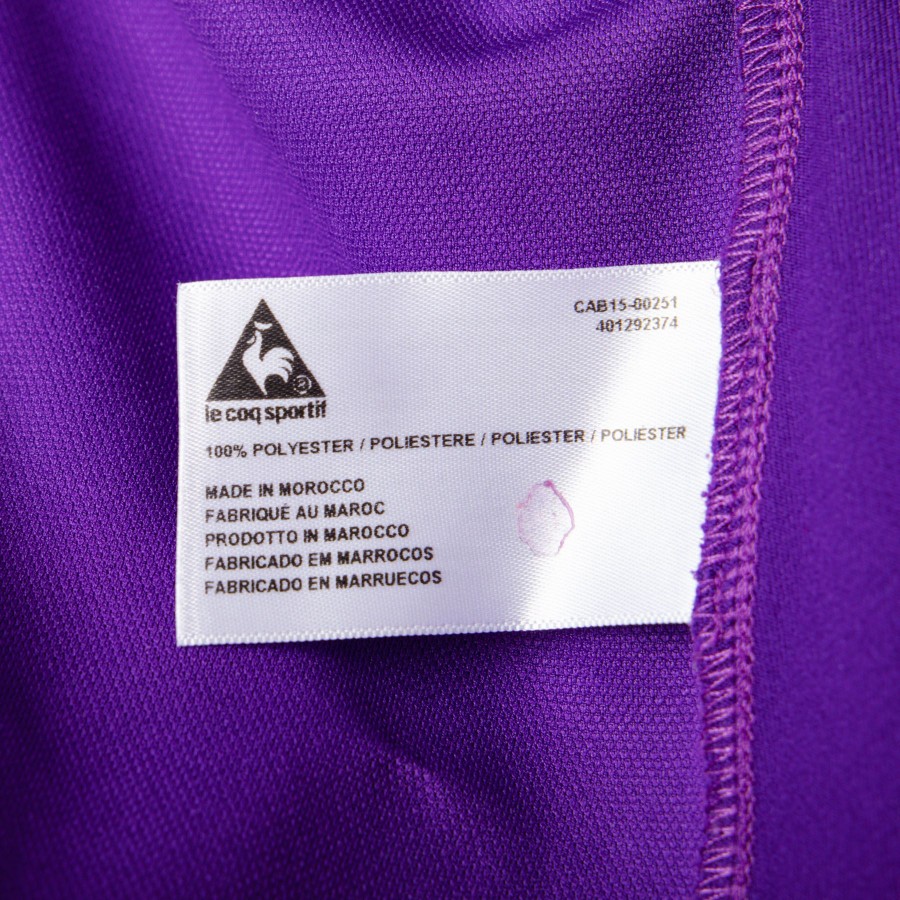 CAB15-00251
401292374
le coq sportif
100% POLYESTER / POLIESTERE / POLIESTER / POLIÉSTER
MADE IN MOROCCO
FABRIQUÉ AU MAROC
PRODOTTO IN MAROCCO
FABRICADO EM MARROCOS
FABRICADO EN MARRUECOS